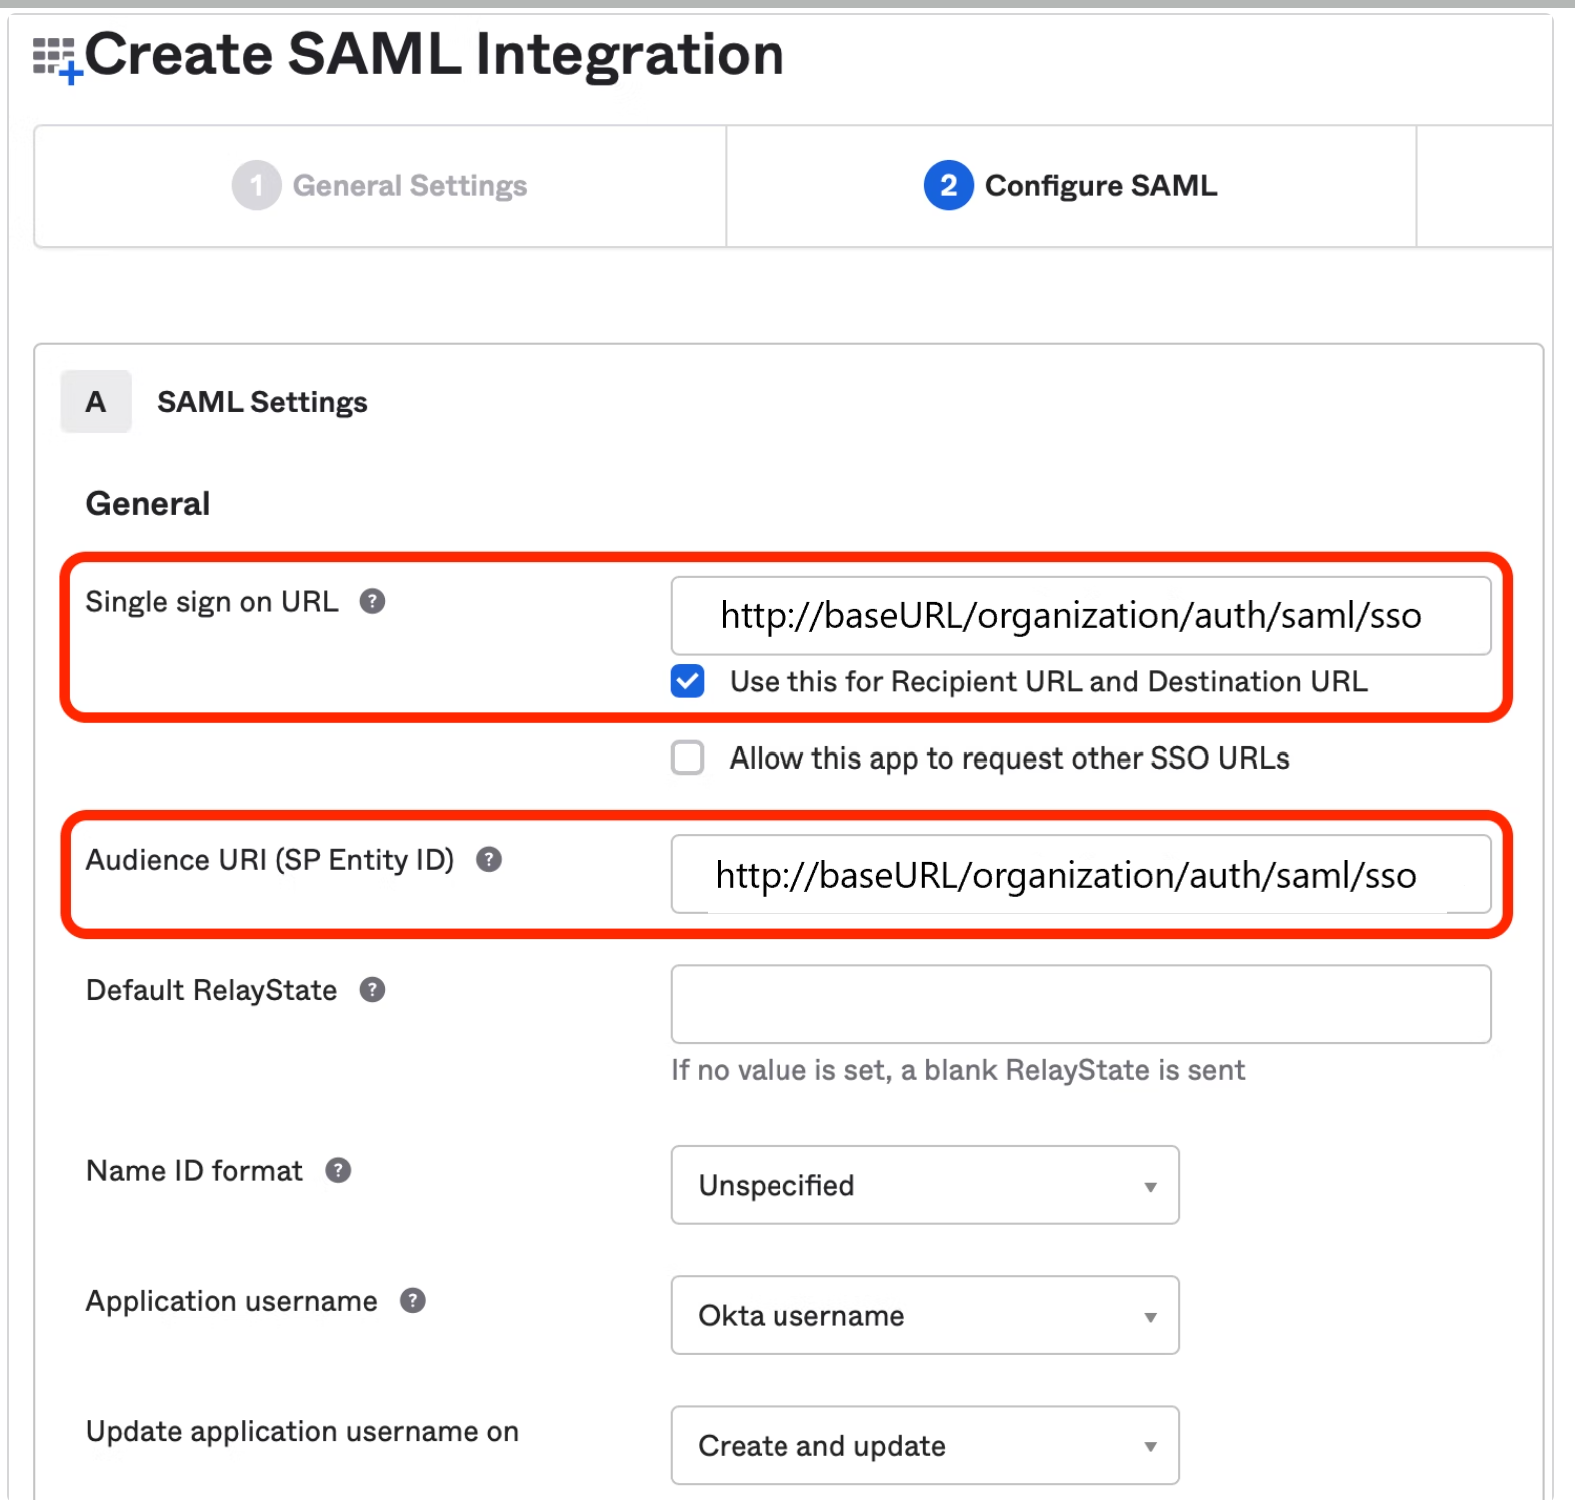 Create SAML Integration
1 General Settings
2 Configure SAML
A SAML Settings
General
Single sign on URL ?
http://baseURL/organization/auth/saml/sso
Use this for Recipient URL and Destination URL
Allow this app to request other SSO URLs
Audience URI (SP Entity ID) ?
http://baseURL/organization/auth/saml/sso
Default RelayState ?
If no value is set, a blank RelayState is sent
Name ID format ?
Unspecified
Application username ?
Okta username
Update application username on
Create and update